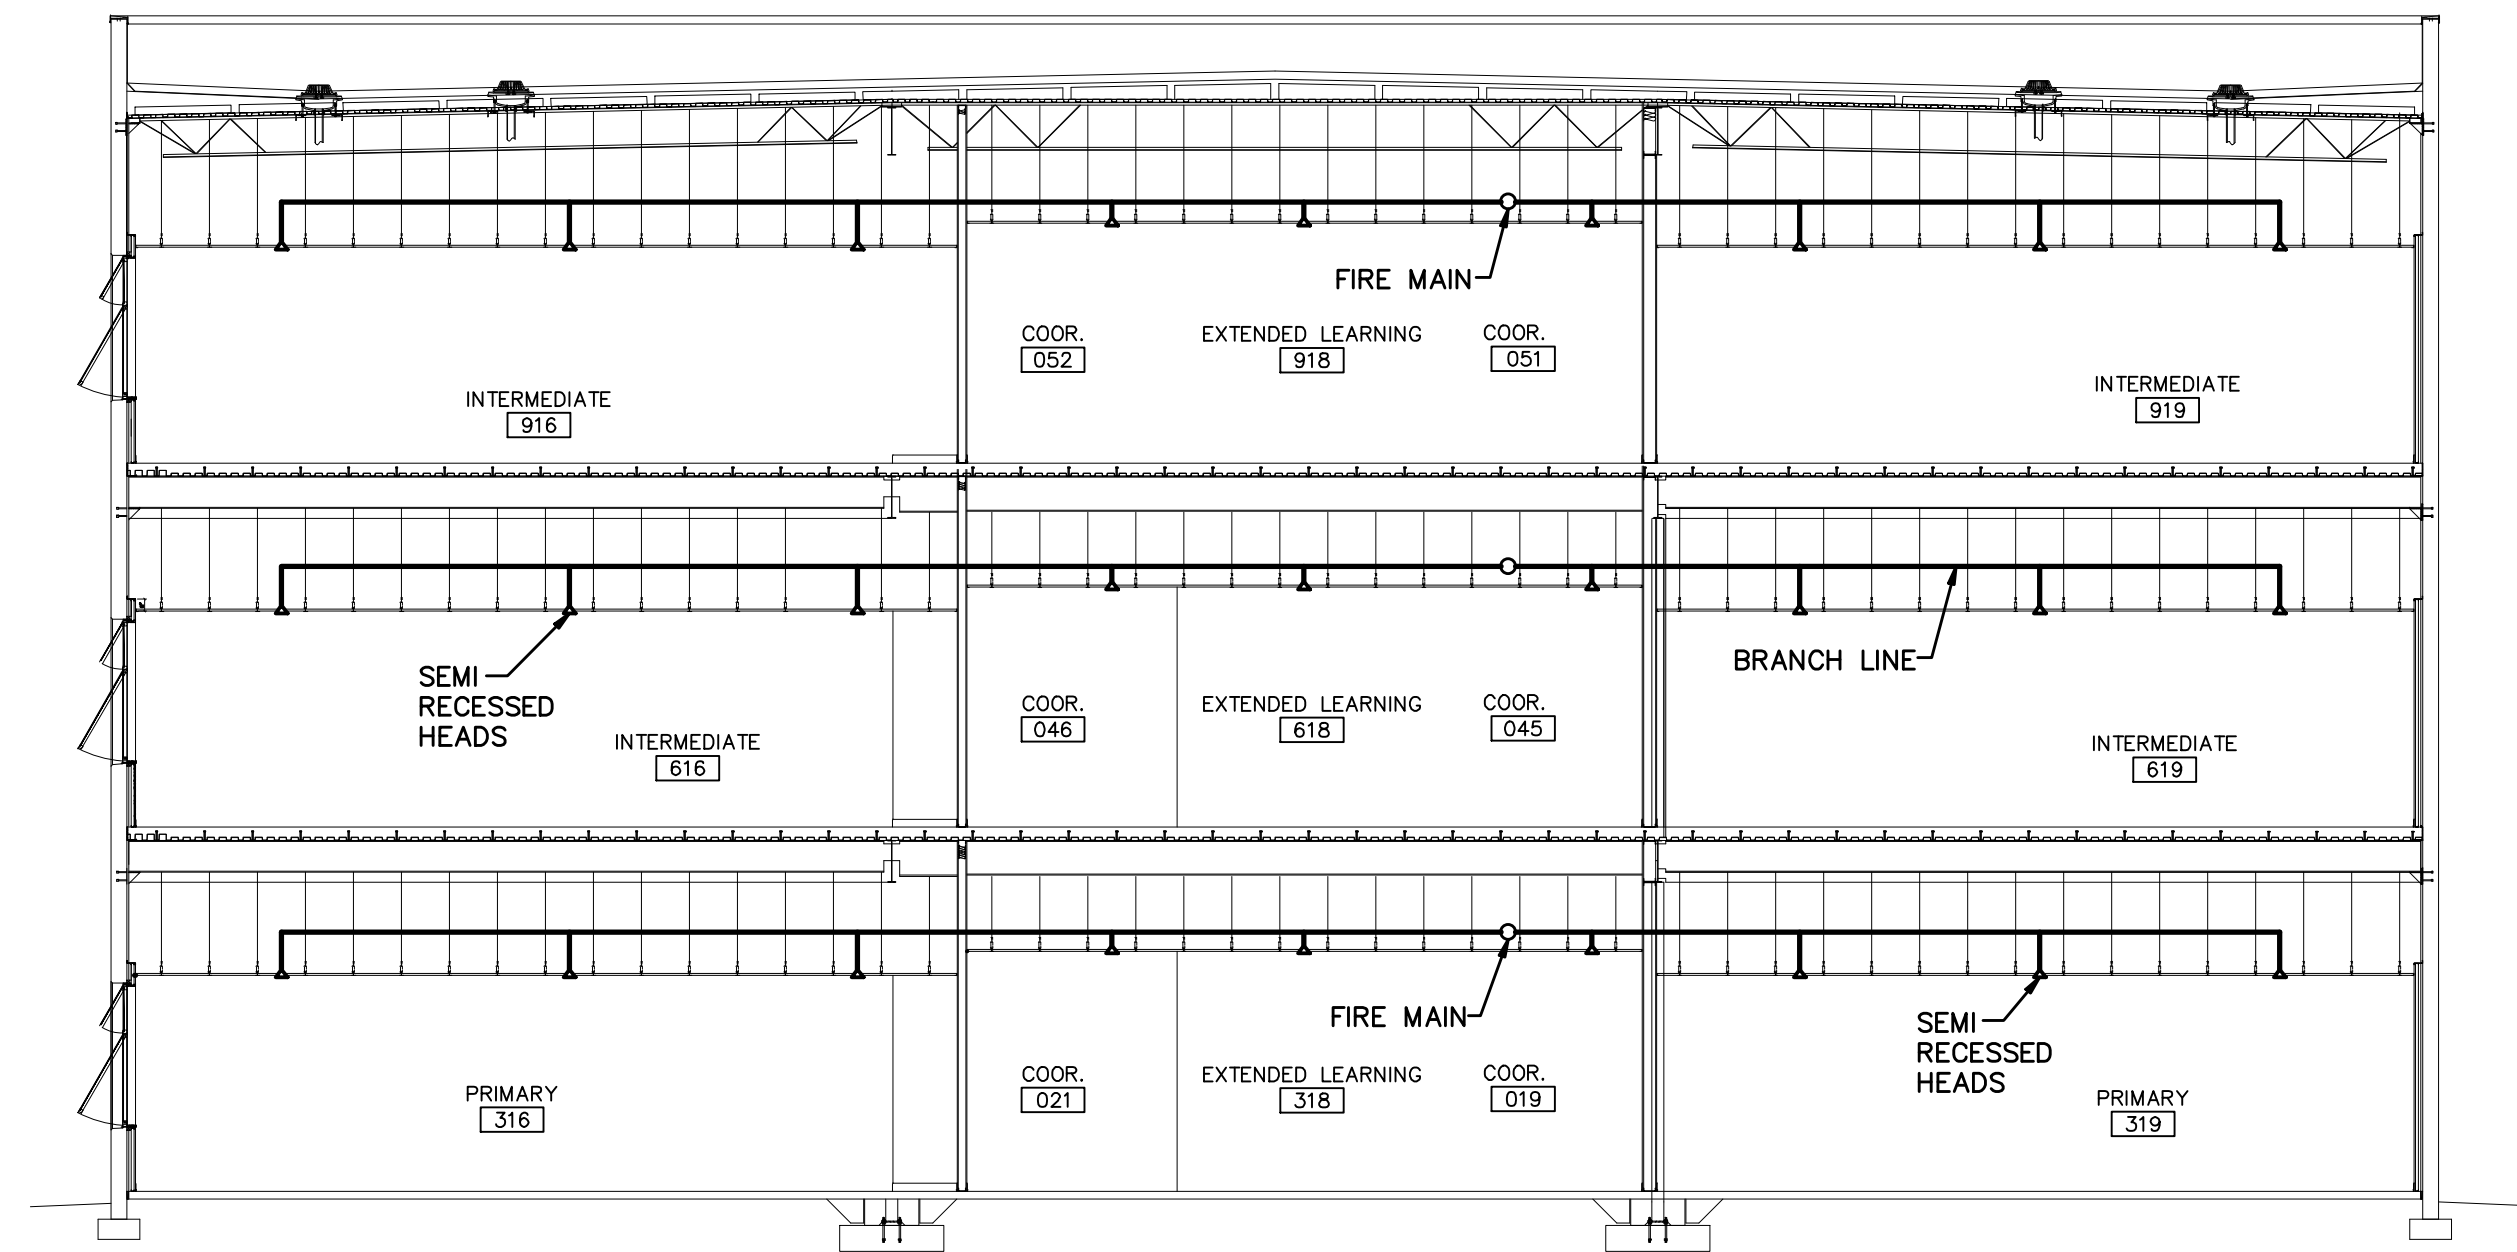 FIRE MAIN
COOR.
052
EXTENDED LEARNING
918
COOR.
051
INTERMEDIATE
916
INTERMEDIATE
919
SEMI
RECESSED
HEADS
BRANCH LINE
INTERMEDIATE
616
COOR.
046
EXTENDED LEARNING
618
COOR.
045
INTERMEDIATE
619
FIRE MAIN
SEMI
RECESSED
HEADS
PRIMARY
316
COOR.
021
EXTENDED LEARNING
318
COOR.
019
PRIMARY
319